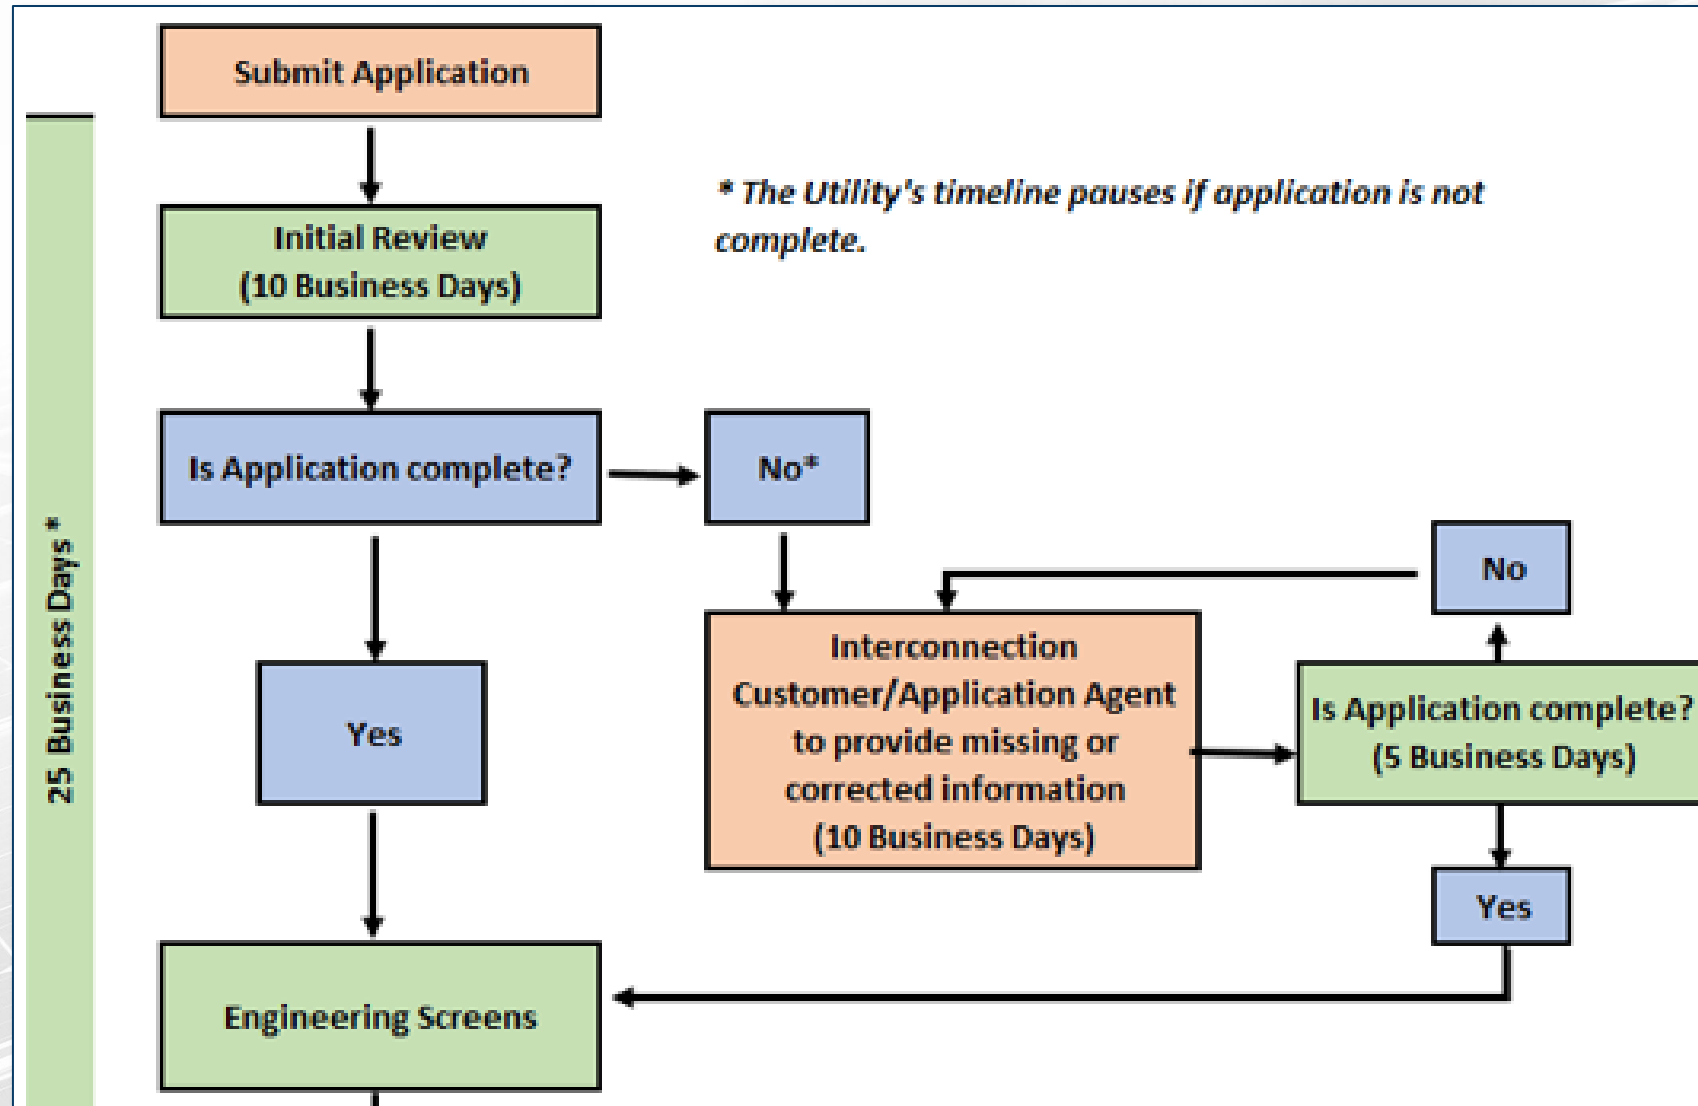 Submit Application
* The Utility's timeline pauses if application is not
complete.
Initial Review
(10 Business Days)
Is Application complete?
No*
25 Business Days*
No
Interconnection
Customer/Application Agent
to provide missing or
corrected information
(10 Business Days)
Is Application complete?
(5 Business Days)
Yes
Yes
Engineering Screens